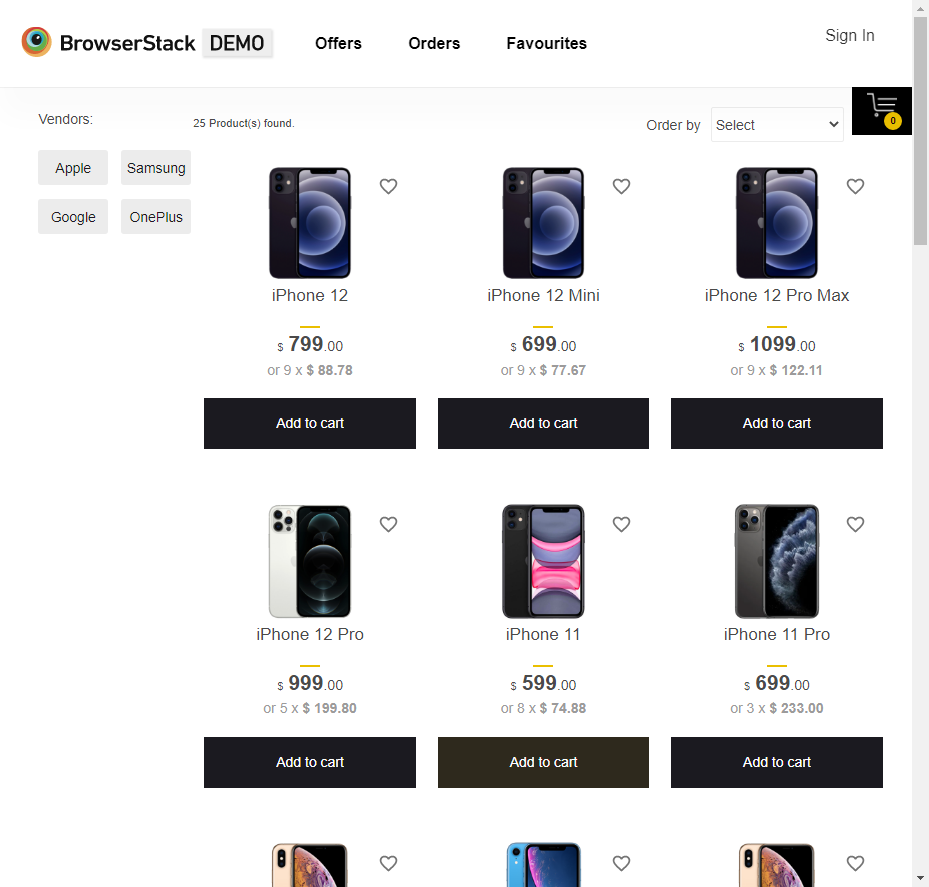 BrowserStack DEMO Offers Orders Favourites Sign In
0
Vendors: 25 Product(s) found. Order by Select
Apple Samsung
Google OnePlus
iPhone 12 iPhone 12 Mini iPhone 12 Pro Max
$ 799.00 $ 699.00 $ 1099.00
or 9 x $ 88.78 or 9 x $ 77.67 or 9 x $ 122.11
Add to cart Add to cart Add to cart
iPhone 12 Pro iPhone 11 iPhone 11 Pro
$ 999.00 $ 599.00 $ 699.00
or 5 x $ 199.80 or 8 x $ 74.88 or 3 x $ 233.00
Add to cart Add to cart Add to cart